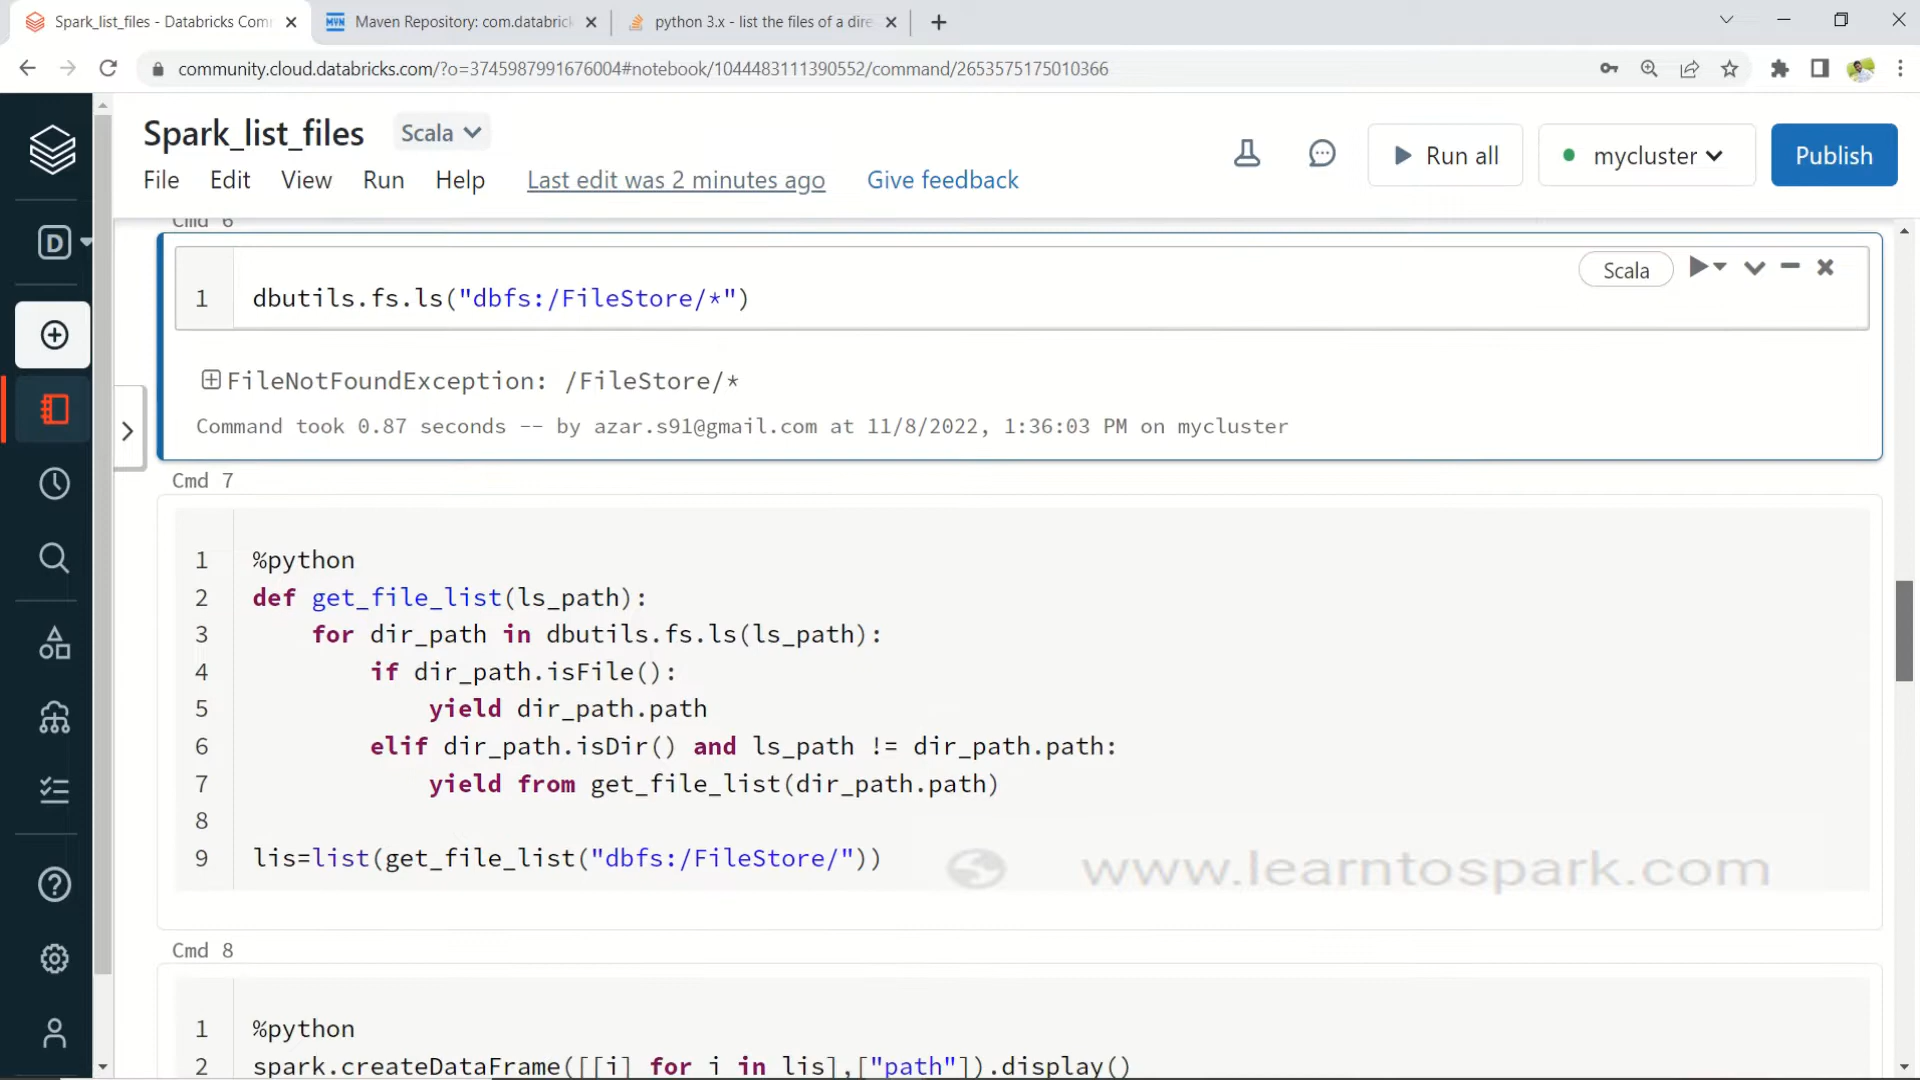 Spark_list_files - Databricks Com
Maven Repository: com.databrick
python 3.x - list the files of a dire
community.cloud.databricks.com/?o=3745987991676004#notebook/1044483111390552/command/2653575175010366
Spark_list_files
Scala
File Edit View Run Help Last edit was 2 minutes ago Give feedback
Run all
mycluster
Publish
D
Cmd 6
Scala
1 dbutils.fs.ls("dbfs:/FileStore/*")
FileNotFoundException: /FileStore/*
Command took 0.87 seconds -- by azar.s91@gmail.com at 11/8/2022, 1:36:03 PM on mycluster
Cmd 7
1 %python
2 def get_file_list(ls_path):
3 for dir_path in dbutils.fs.ls(ls_path):
4 if dir_path.isFile():
5 yield dir_path.path
6 elif dir_path.isDir() and ls_path != dir_path.path:
7 yield from get_file_list(dir_path.path)
8
9 lis=list(get_file_list("dbfs:/FileStore/"))
www.learntospark.com
Cmd 8
1 %python
2 spark.createDataFrame([[i] for i in lis],["path"]).display()